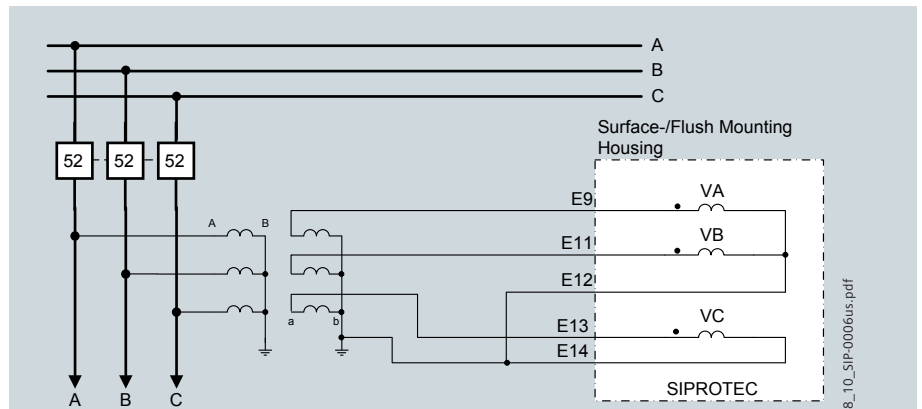 A
B
C
Surface-/Flush Mounting
Housing
52
52
52
E9
VA
A
B
E11
VB
E12
E13
VC
a
b
E14
SIPROTEC
A
B
C
8_10_SIP-0006us.pdf